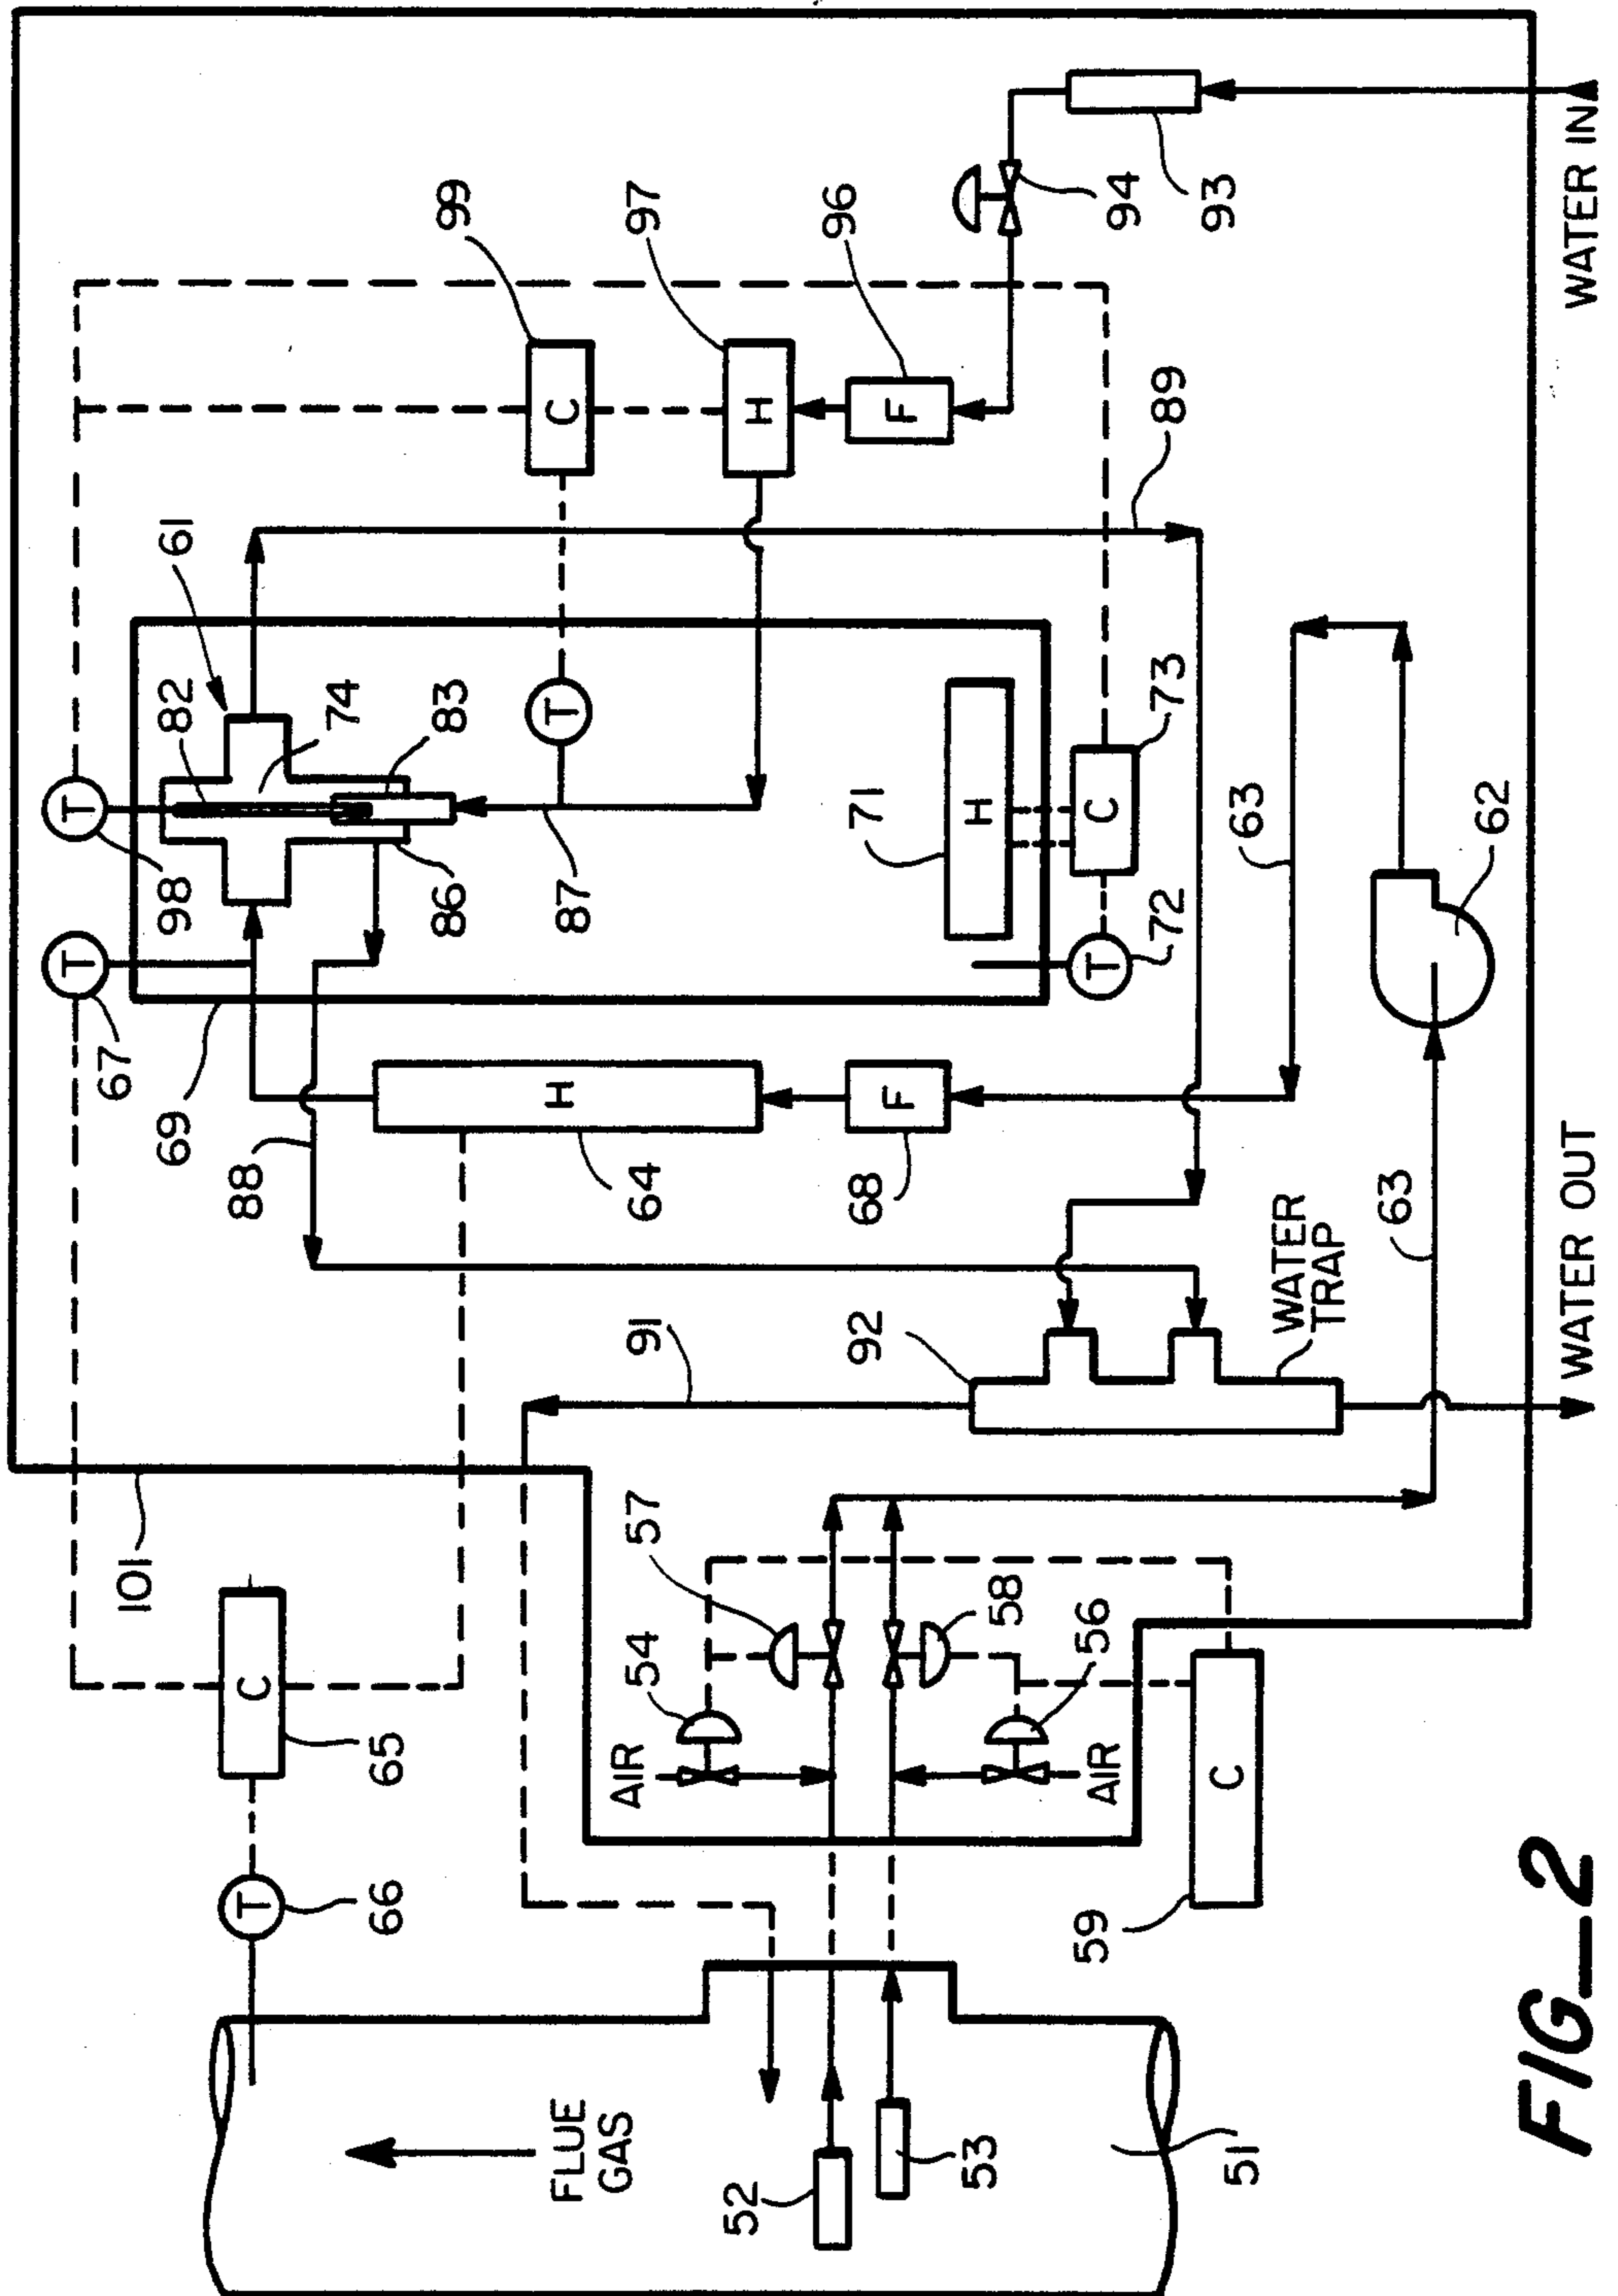 WATER IN
93
94
96
97
99
C
H
F
89
61
82
74
83
T
98
86
87
T
71
H
C
73
T
72
T
67
69
88
H
64
F
68
63
62
63
91
92
WATER
TRAP
WATER OUT
101
57
54
58
56
AIR
AIR
C
65
T
66
C
59
FLUE
GAS
52
53
51
FIG_2